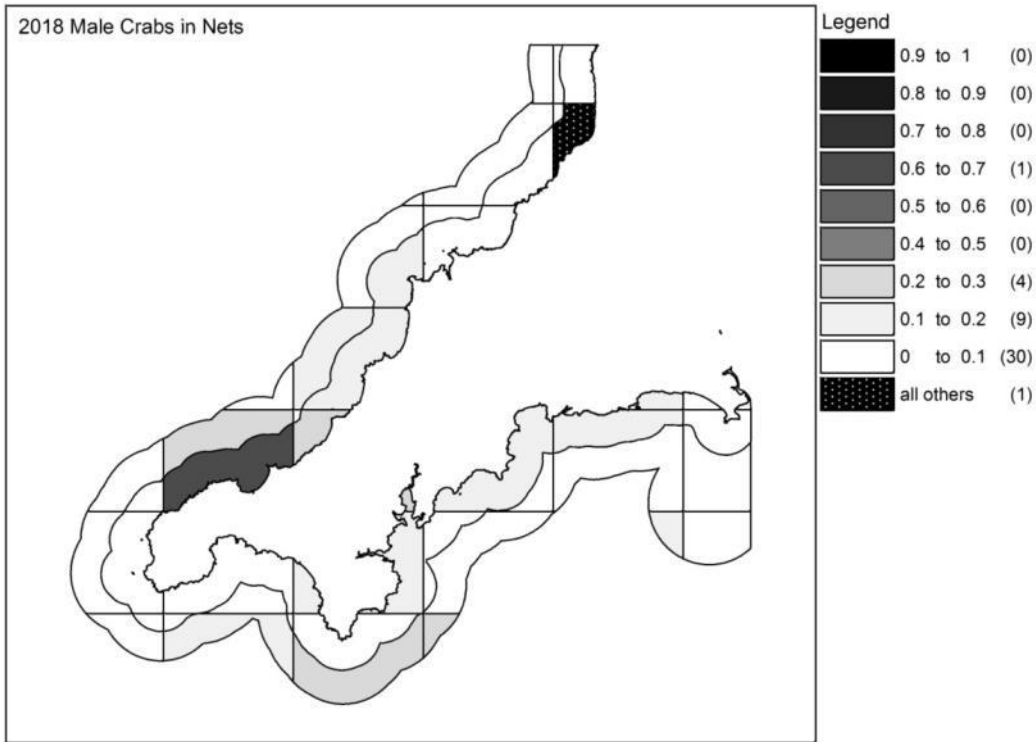 2018 Male Crabs in Nets
Legend
0.9 to 1 (0)
0.8 to 0.9 (0)
0.7 to 0.8 (0)
0.6 to 0.7 (1)
0.5 to 0.6 (0)
0.4 to 0.5 (0)
0.2 to 0.3 (4)
0.1 to 0.2 (9)
0 to 0.1 (30)
all others (1)